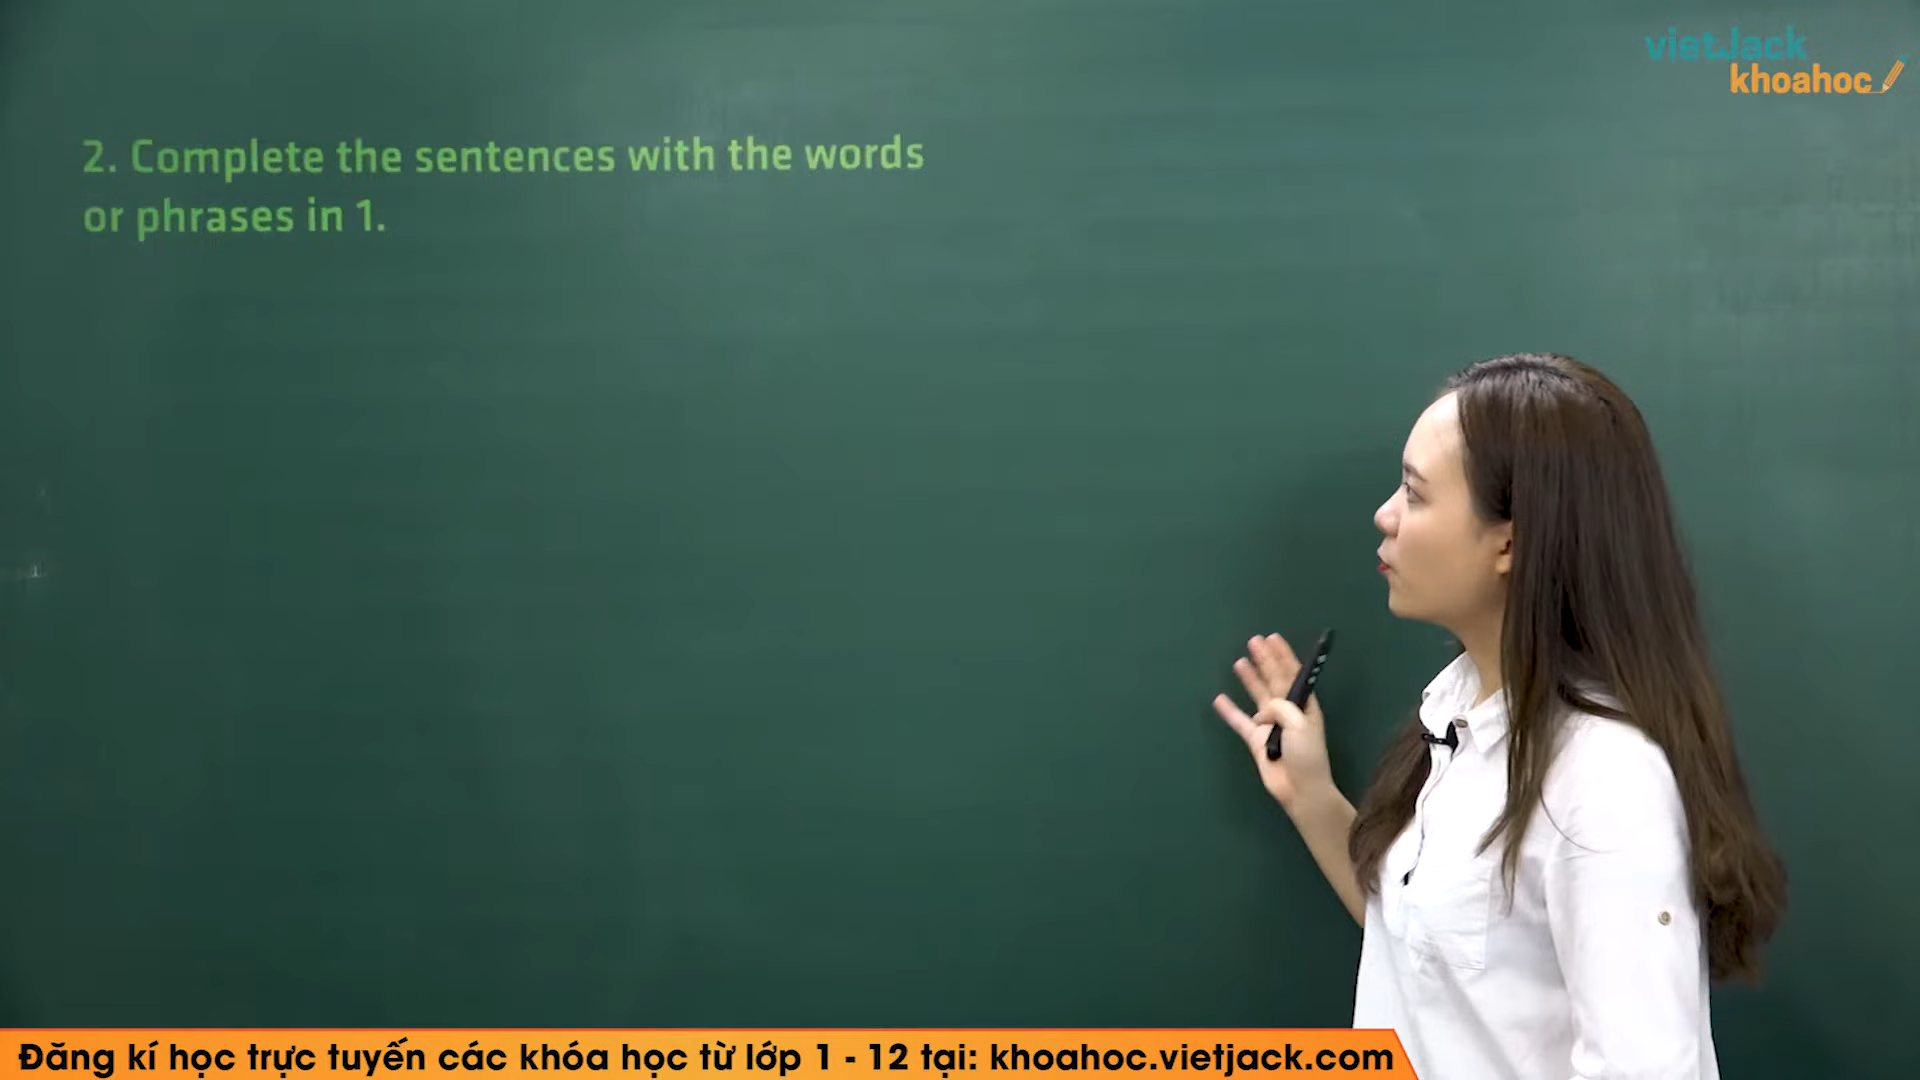 vietJack
khoahoc
2. Complete the sentences with the words
or phrases in 1.
Đăng kí học trực tuyến các khóa học từ lớp 1 - 12 tại: khoahoc.vietjack.com